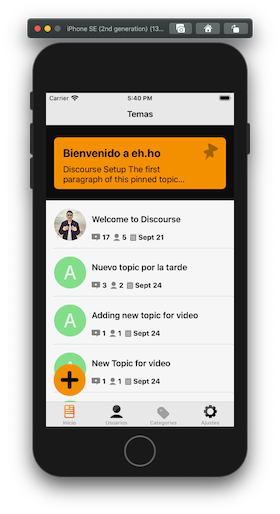 iPhone SE (2nd generation) (13...
Carrier 5:40 PM
Temas
Bienvenido a eh.ho
Discourse Setup The first
paragraph of this pinned topic...
Welcome to Discourse
17 5 Sept 21
A
Nuevo topic por la tarde
3 2 Sept 24
A
Adding new topic for video
1 1 Sept 24
New Topic for video
1 1 Sept 24
Inicio Usuarios Categories Ajustes